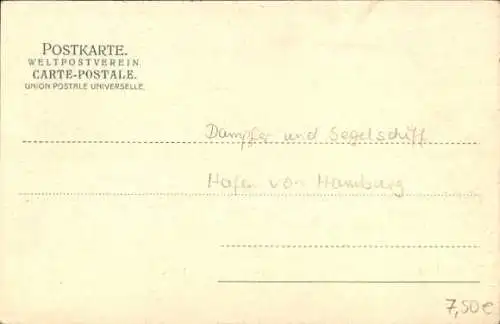 POSTKARTE.
WELTPOSTVEREIN
CARTE-POSTALE.
UNION POSTALE UNIVERSELLE.
Dampfer und Segelschiff
Hafen von Hamburg
7,50 €